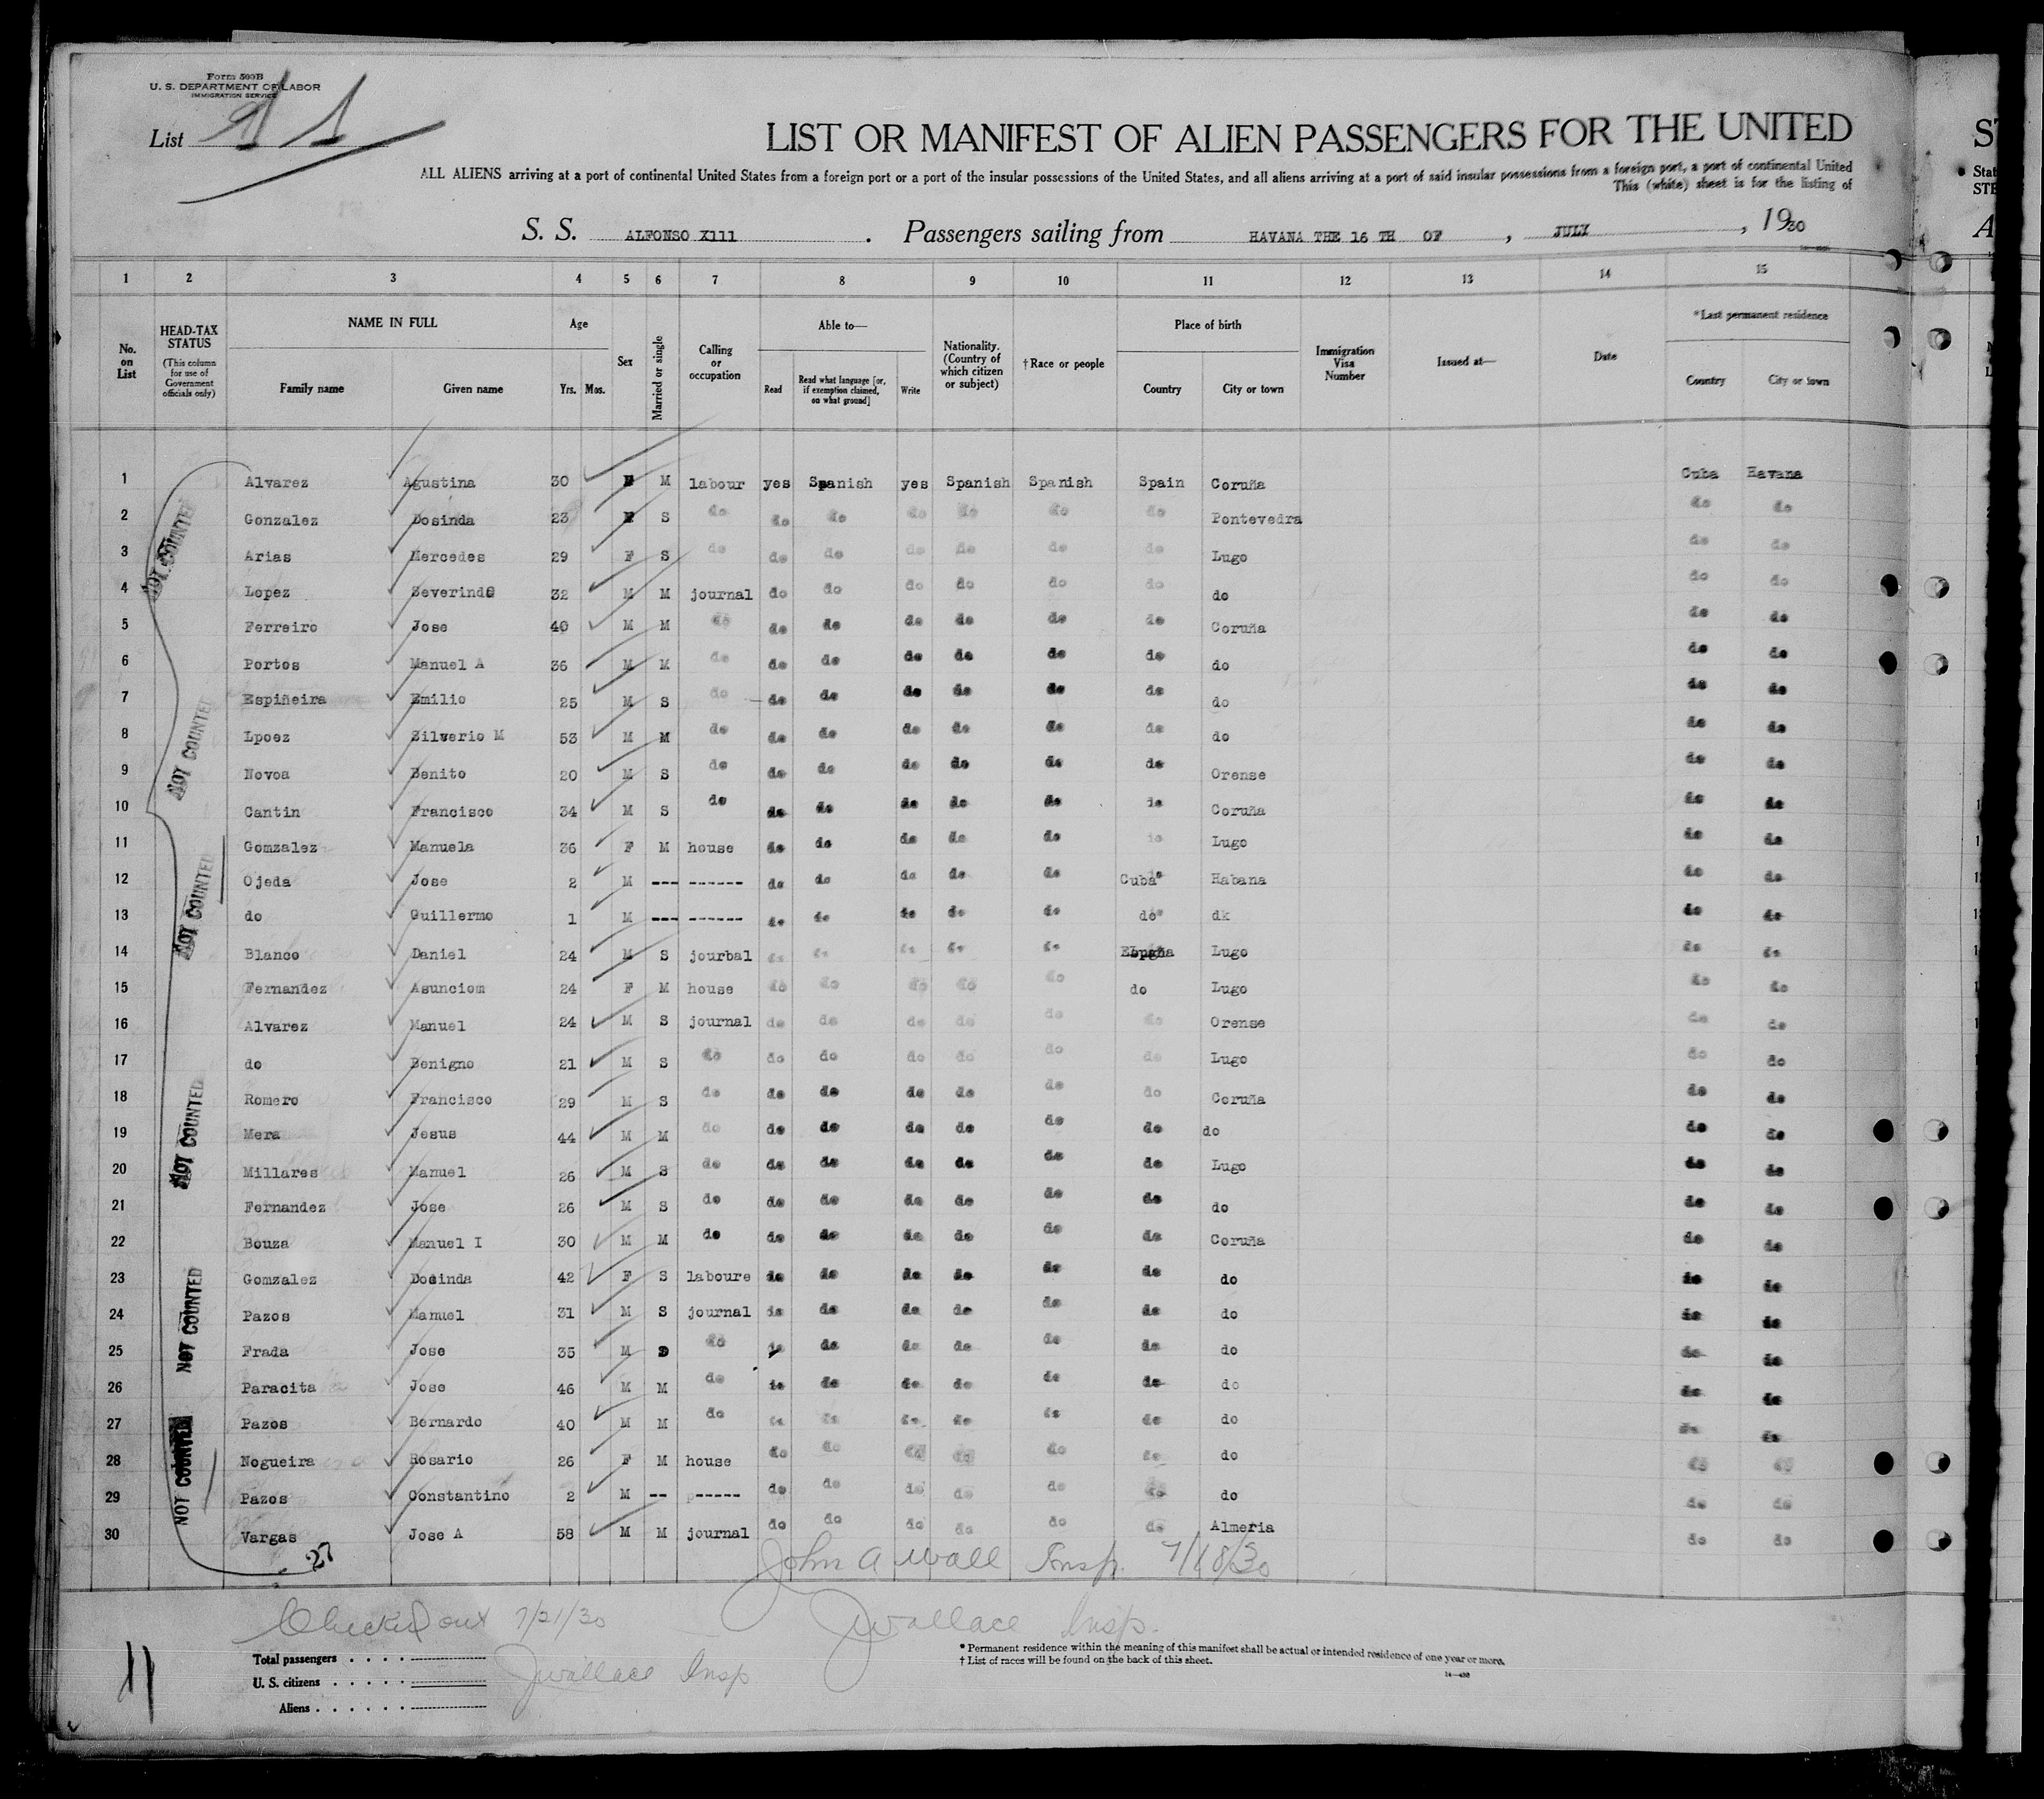 Form 500B
U. S. DEPARTMENT OF LABOR
IMMIGRATION SERVICE
List
LIST OR MANIFEST OF ALIEN PASSENGERS FOR THE UNITED
ALL ALIENS arriving at a port of continental United States from a foreign port or a port of the insular possessions of the United States, and all aliens arriving at a port of said insular possessions from a foreign port, a port of continental United
This (white) sheet is for the listing of
S. S. ALFONSO X111 . Passengers sailing from HAVANA THE 16 TH OF , JULY , 1930
1 2 3 4 5 6 7 8 9 10 11 12 13 14 15
No. on List
HEAD-TAX STATUS (This column for use of Government officials only)
NAME IN FULL Family name Given name
Age Yrs. Mos.
Sex
Married or single
Calling or occupation
Able to— Read Read what language [or, if exemption claimed, on what ground] Write
Nationality. (Country of which citizen or subject)
†Race or people
Place of birth Country City or town
Immigration Visa Number
Issued at—
Date
*Last permanent residence Country City or town
1 Alvarez Agustina 30 F M labour yes Spanish yes Spanish Spanish Spain Coruña Cuba Havana
2 Gonzalez Dosinda 23 F S do do do do do do do Pontevedra do do
3 Arias Mercedes 29 F S do do do do do do do Lugo do do
4 Lopez Severindo 32 M M journal do do do do do do do do do
5 Ferreiro Jose 40 M M do do do do do do do Coruña do do
6 Portos Manuel A 36 M M do do do do do do do do do do
7 Espiñeira Emilio 25 M S do do do do do do do do do do
8 Lpoez Silverio M 53 M M do do do do do do do do do do
9 Novoa Benito 20 M S do do do do do do do Orense do do
10 Cantin Francisco 34 M S do do do do do do do Coruña do do
11 Gomzalez Manuela 36 F M house do do do do do do Lugo do do
12 Ojeda Jose 2 M --- ------ do do do do do Cuba Habana do do
13 do Guillermo 1 M --- ------ do do do do do do dk do do
14 Blanco Daniel 24 M S jourbal do do do do do España Lugo do do
15 Fernandez Asunciom 24 F M house do do do do do do Lugo do do
16 Alvarez Manuel 24 M S journal do do do do do do Orense do do
17 do Benigno 21 M S do do do do do do do Lugo do do
18 Romero Francisco 29 M S do do do do do do do Coruña do do
19 Mera Jesus 44 M M do do do do do do do do do do
20 Millares Manuel 26 M S do do do do do do do Lugo do do
21 Fernandez Jose 26 M S do do do do do do do do do do
22 Bouza Manuel I 30 M M do do do do do do do Coruña do do
23 Gomzalez Dosinda 42 F S laboure do do do do do do do do do
24 Pazos Manuel 31 M S journal do do do do do do do do do
25 Frada Jose 35 M D do do do do do do do do do do
26 Paracita Jose 46 M M do do do do do do do do do do
27 Pazos Bernardo 40 M M do do do do do do do do do do
28 Nogueira Rosario 26 F M house do do do do do do do do do
29 Pazos Constantino 2 M -- ----- do do do do do do do do do
30 Vargas Jose A 58 M M journal do do do do do do Almeria do do
NOT COUNTED
NOT COUNTED
NOT COUNTED
NOT COUNTED
NOT COUNTED
NOT COUNTED
27
John A Wall Insp. 7/18/30
Checked out 7/21/30
JWallace Insp.
Total passengers
JWallace Insp
U. S. citizens
Aliens
11
* Permanent residence within the meaning of this manifest shall be actual or intended residence of one year or more.
† List of races will be found on the back of this sheet.
14—430